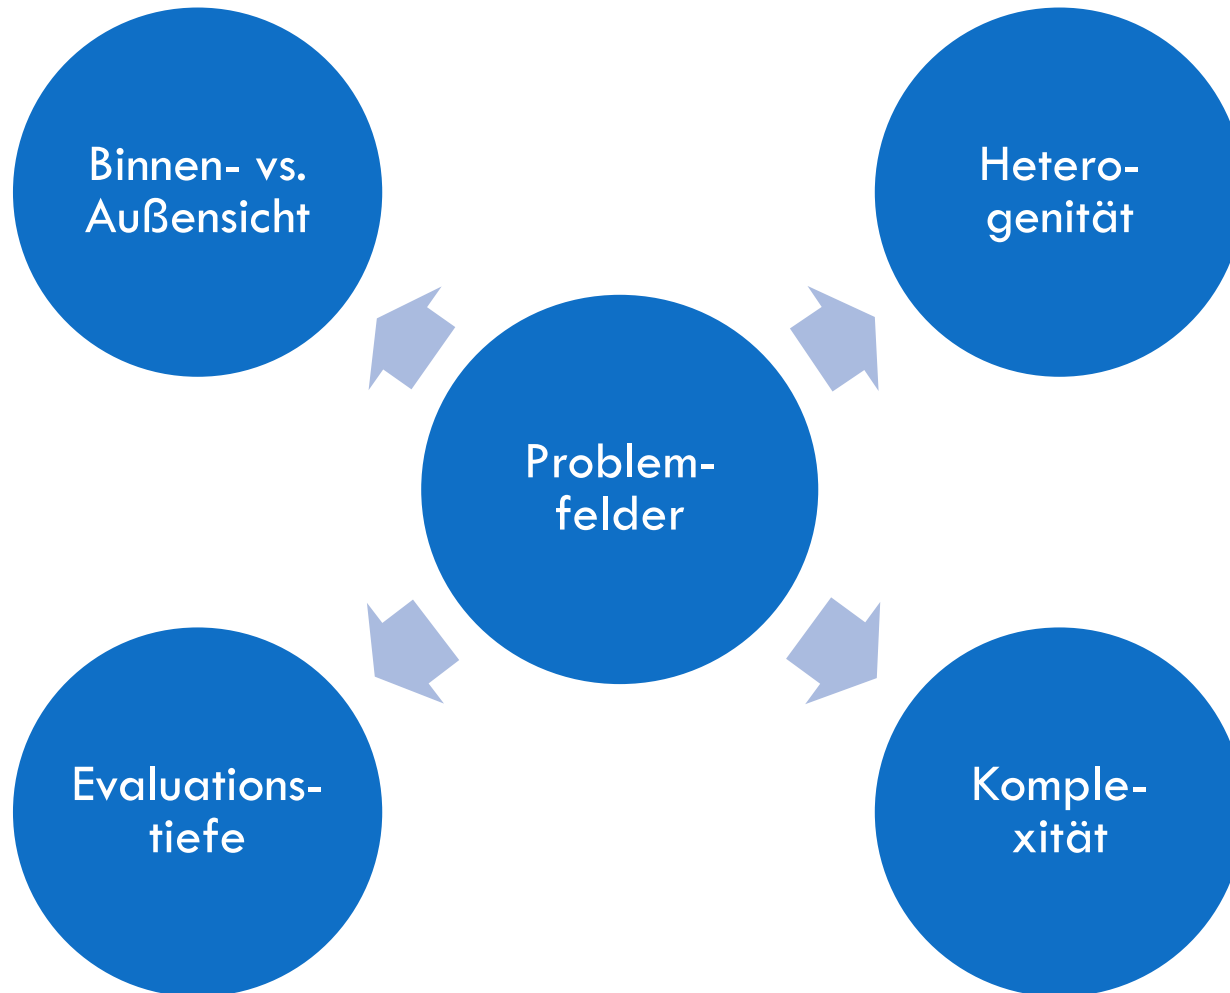 Binnen- vs.
Außensicht
Hetero-
genität
Problem-
felder
Evaluations-
tiefe
Komple-
xität